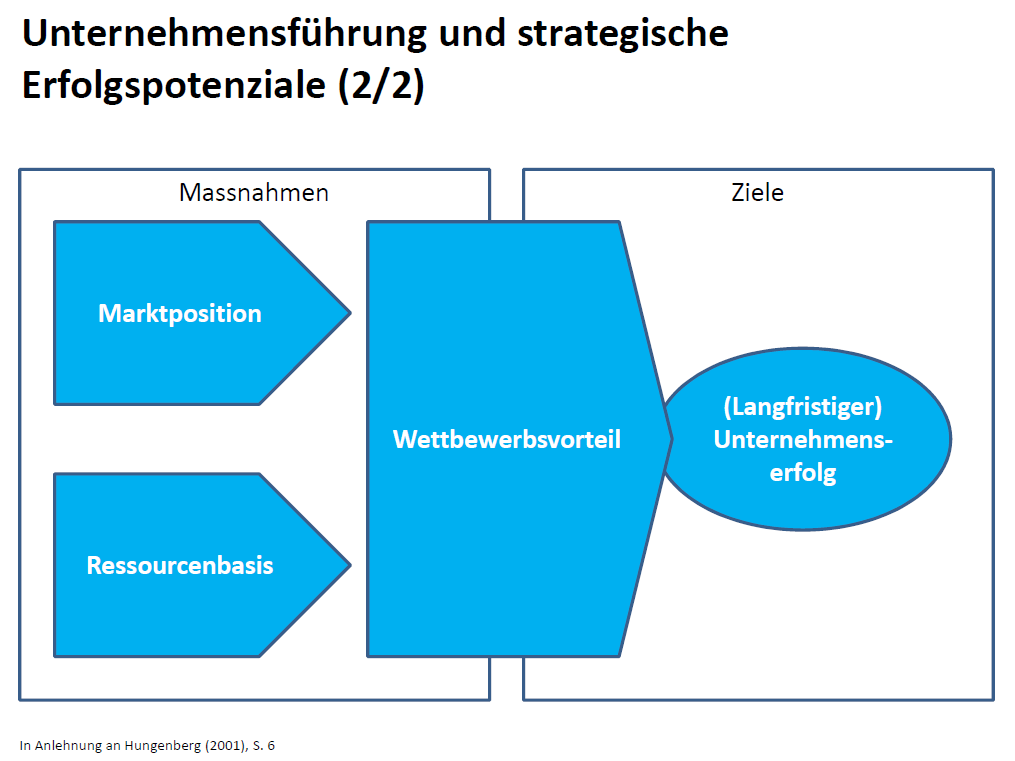 Unternehmensführung und strategische
Erfolgspotenziale (2/2)
Massnahmen
Ziele
Marktposition
Ressourcenbasis
Wettbewerbsvorteil
(Langfristiger)
Unternehmens-
erfolg
In Anlehnung an Hungenberg (2001), S. 6